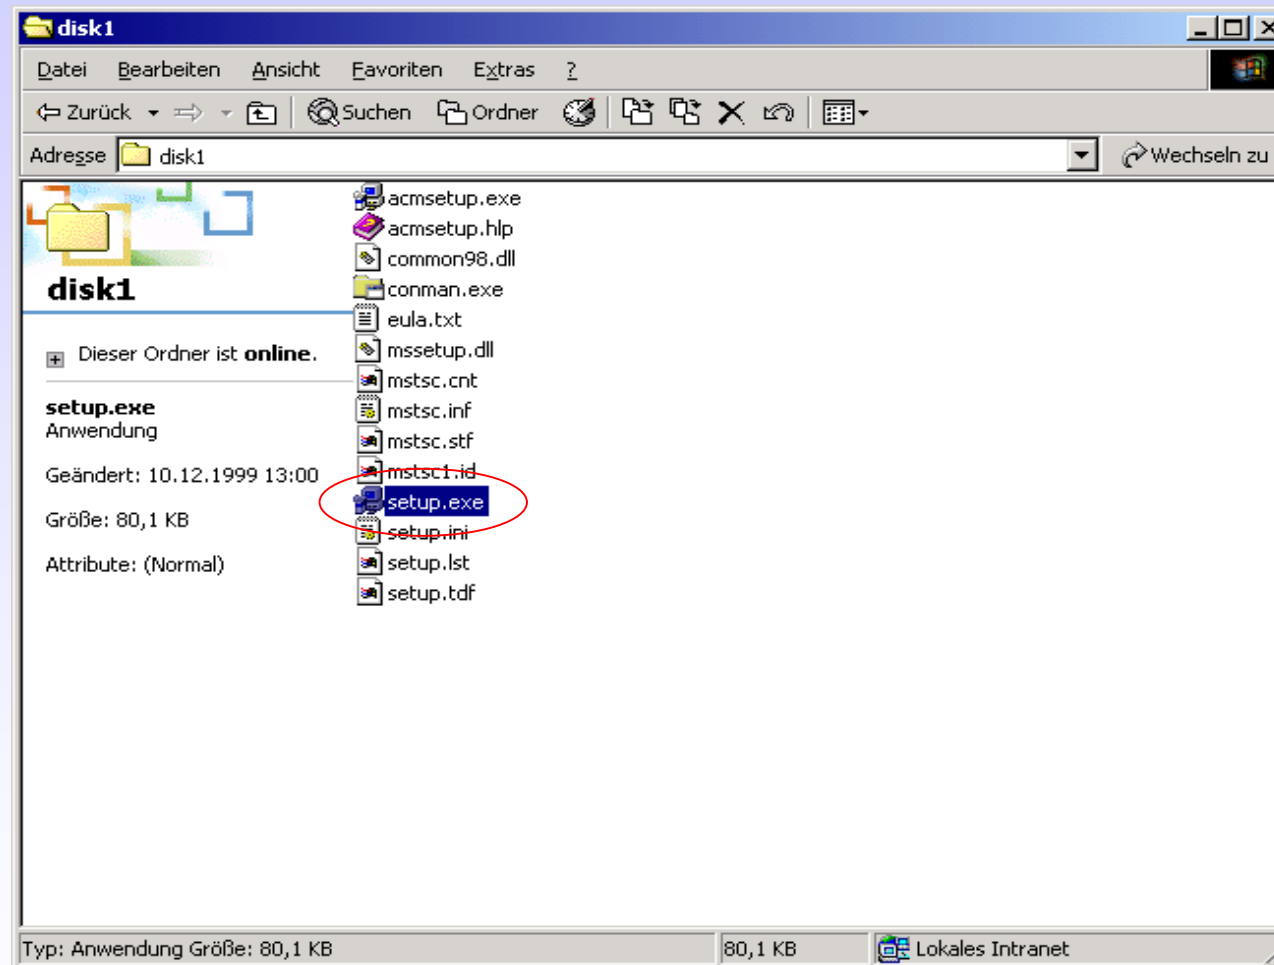 disk1
Datei Bearbeiten Ansicht Favoriten Extras ?
Zurück Suchen Ordner
Adresse disk1 Wechseln zu
disk1
Dieser Ordner ist online.
setup.exe
Anwendung
Geändert: 10.12.1999 13:00
Größe: 80,1 KB
Attribute: (Normal)
acmsetup.exe
acmsetup.hlp
common98.dll
conman.exe
eula.txt
mssetup.dll
mstsc.cnt
mstsc.inf
mstsc.stf
mstsc1.id
setup.exe
setup.ini
setup.lst
setup.tdf
Typ: Anwendung Größe: 80,1 KB 80,1 KB Lokales Intranet